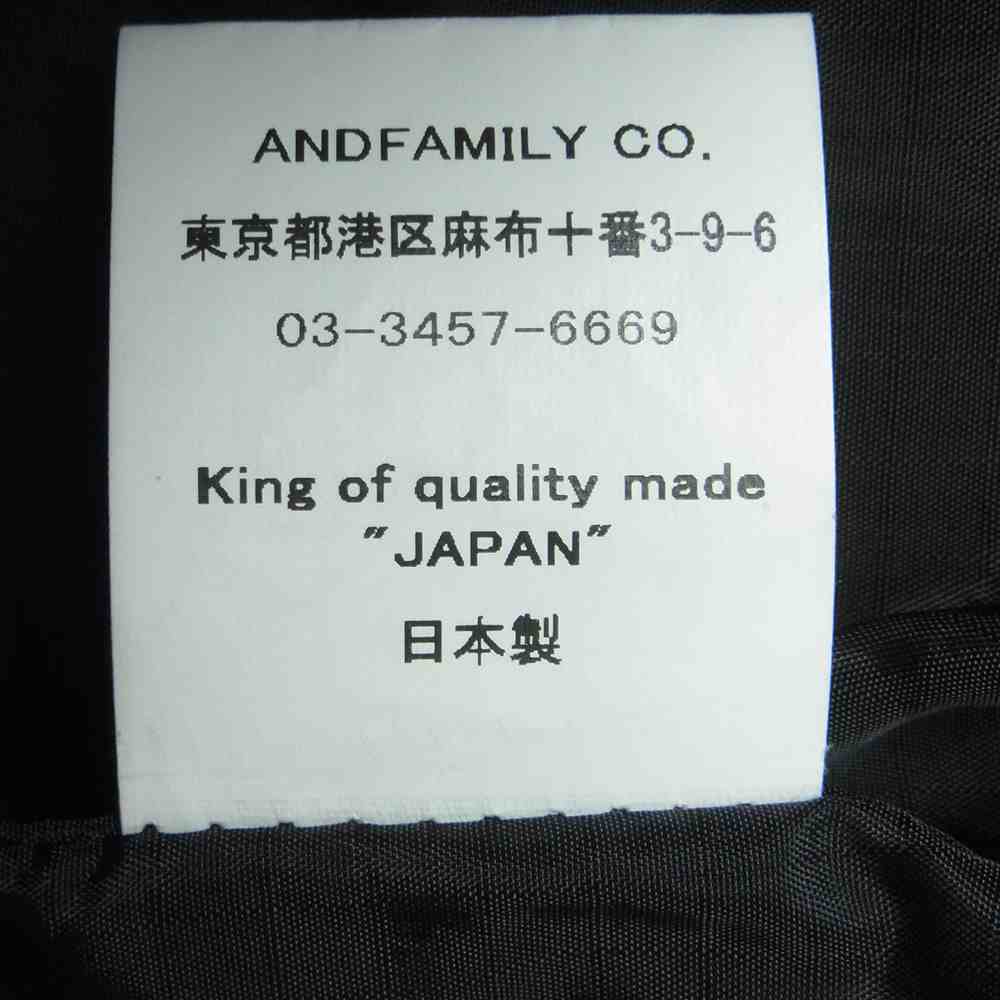 ANDFAMILY CO.
東京都港区麻布十番3-9-6
03-3457-6669
King of quality made
"JAPAN"
日本製